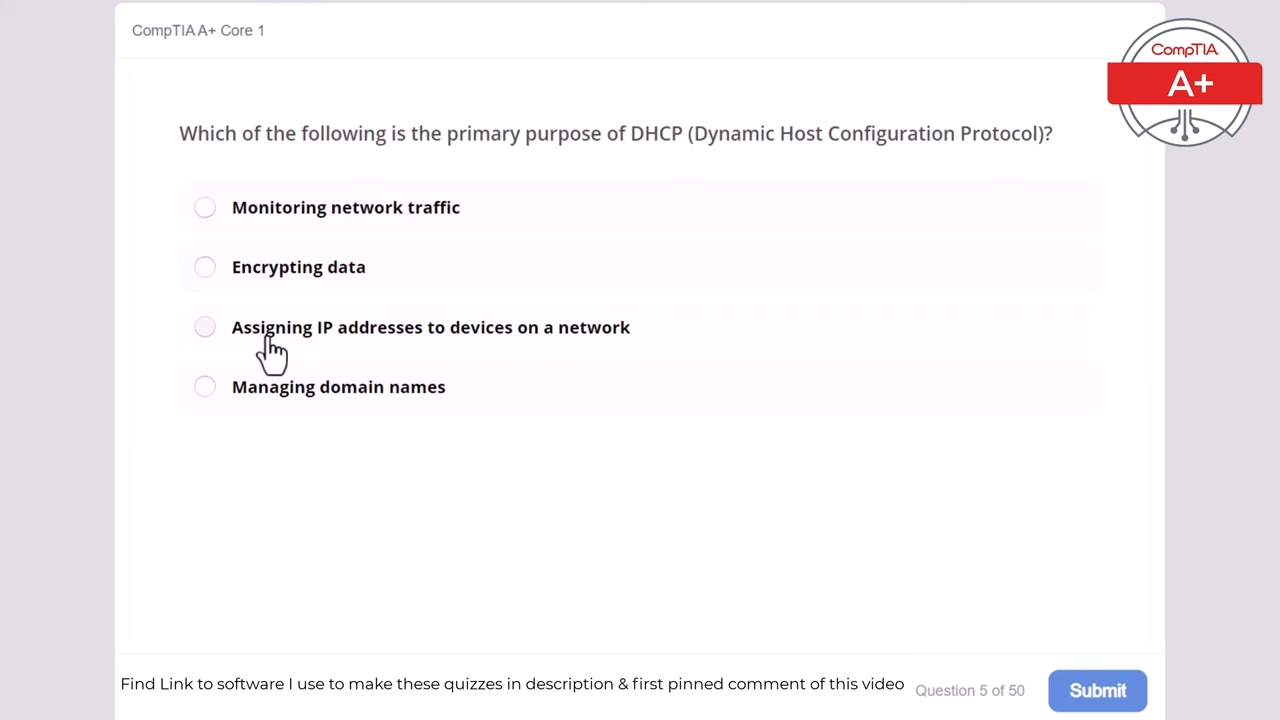 CompTIA A+ Core 1
CompTIA.
A+
Which of the following is the primary purpose of DHCP (Dynamic Host Configuration Protocol)?
Monitoring network traffic
Encrypting data
Assigning IP addresses to devices on a network
Managing domain names
Find Link to software I use to make these quizzes in description & first pinned comment of this video
Question 5 of 50
Submit